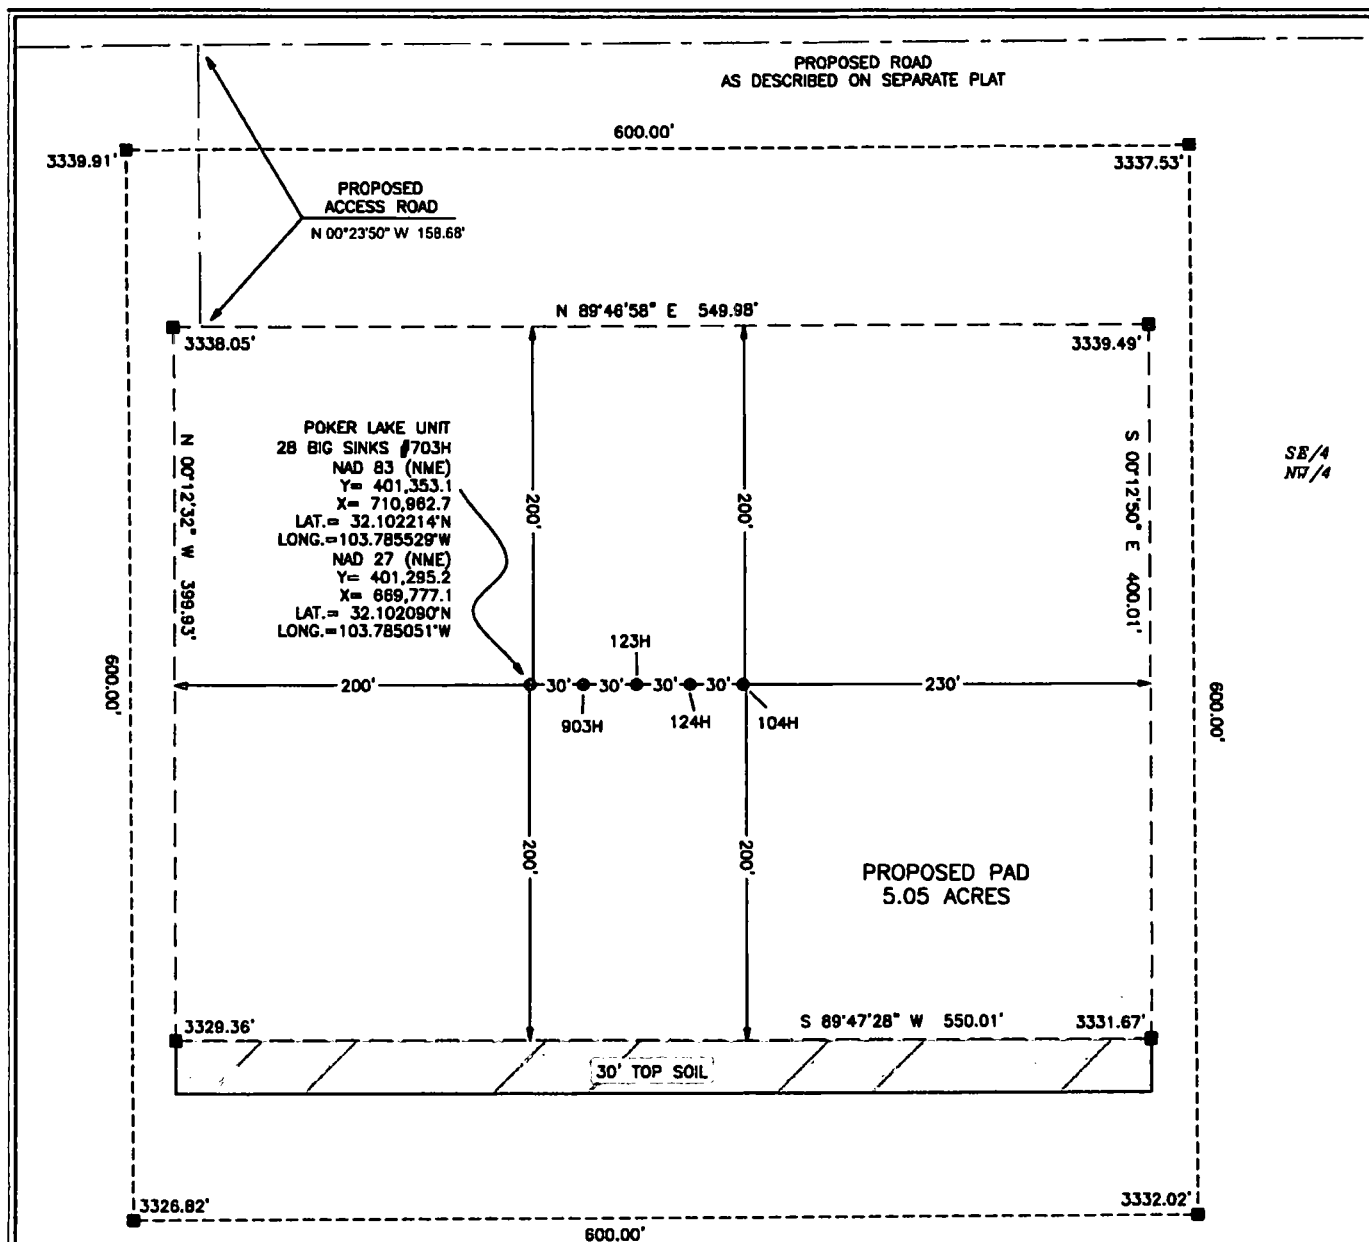 PROPOSED ROAD
AS DESCRIBED ON SEPARATE PLAT
600.00'
3339.91'
3337.53'
PROPOSED
ACCESS ROAD
N 00°23'50" W 158.68'
N 89°46'58" E 549.98'
3338.05'
3339.49'
POKER LAKE UNIT
28 BIG SINKS #703H
NAD 83 (NME)
Y= 401,353.1
X= 710,962.7
LAT.= 32.102214°N
LONG.=103.785529°W
NAD 27 (NME)
Y= 401,295.2
X= 669,777.1
LAT.= 32.102090°N
LONG.=103.785051°W
N 00°12'32" W 399.93'
S 00°12'50" E 400.01'
SE/4
NW/4
200'
200'
600.00'
600.00'
123H
200'
30'
30'
30'
30'
230'
903H
124H
104H
200'
200'
PROPOSED PAD
5.05 ACRES
3329.36'
S 89°47'28" W 550.01'
3331.67'
30' TOP SOIL
3326.82'
3332.02'
600.00'